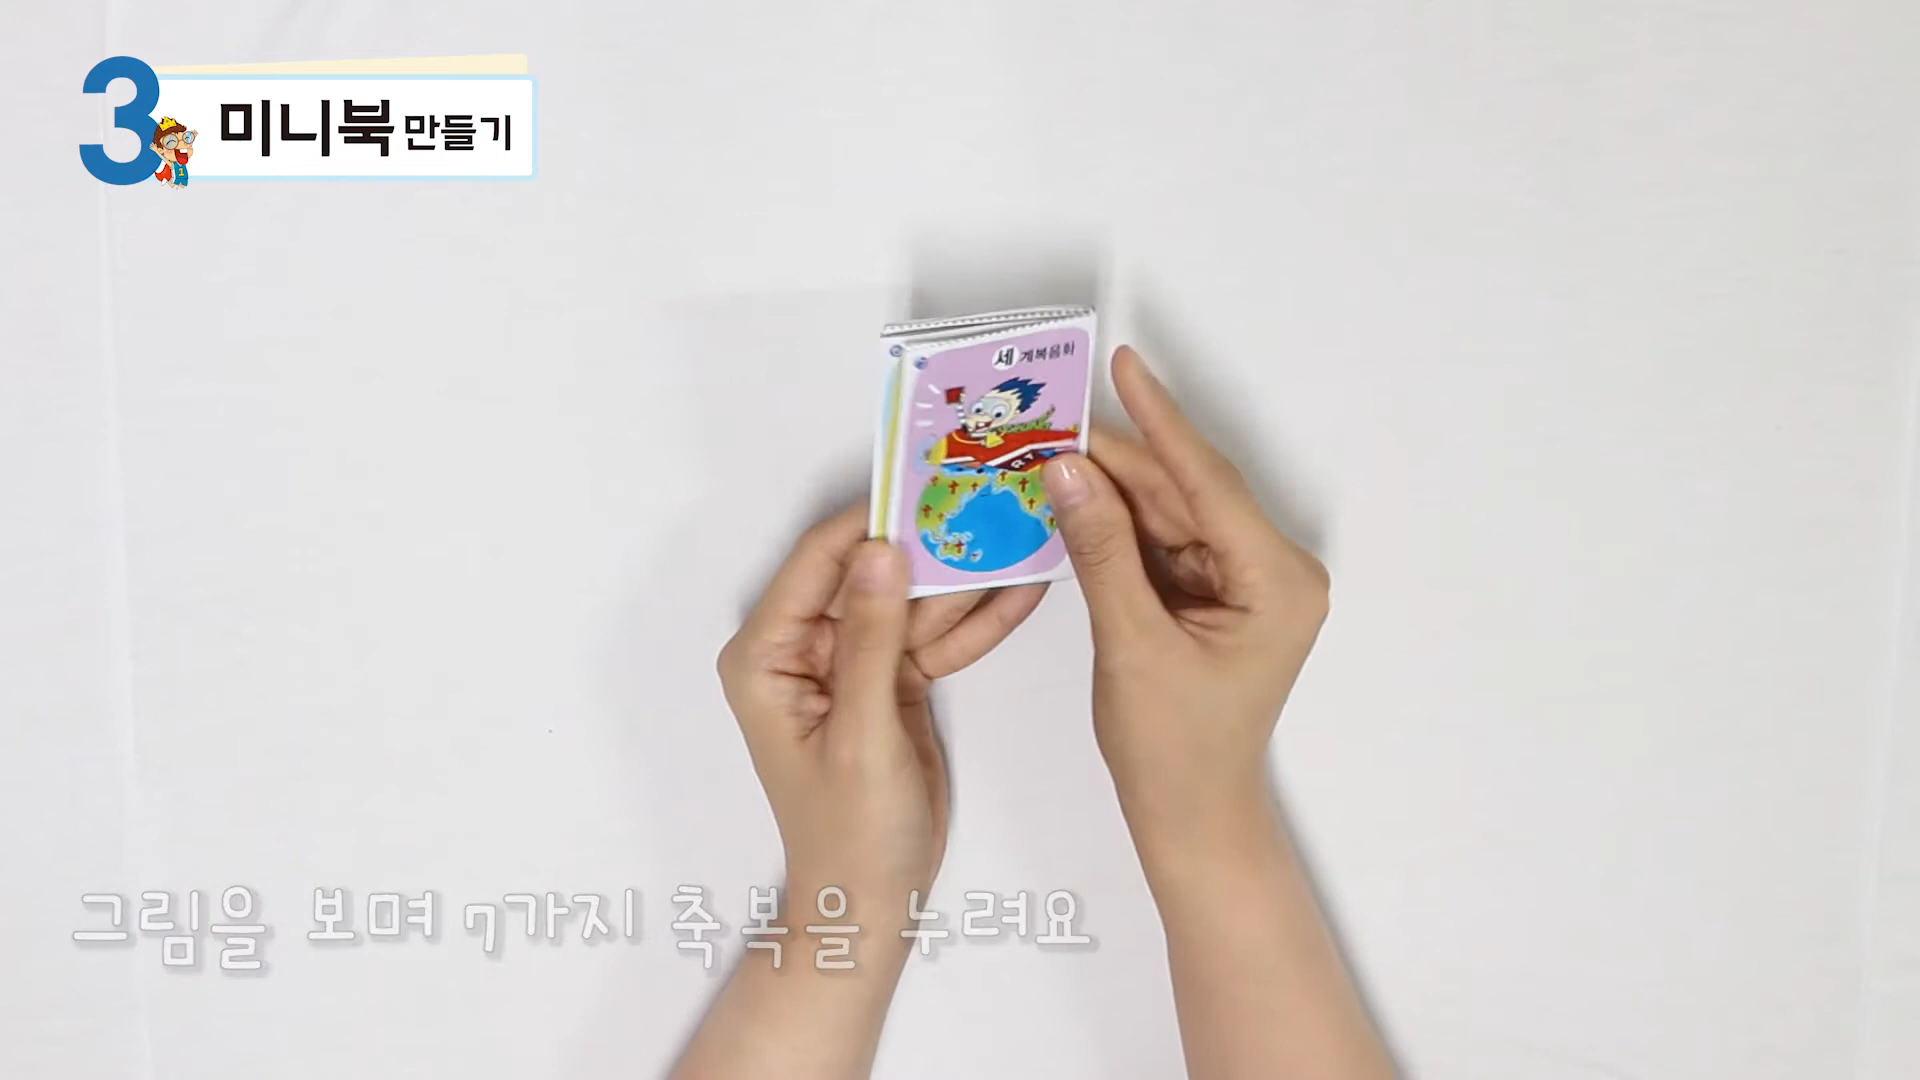 3 미니북 만들기
세계복음화
그림을 보며 7가지 축복을 누려요